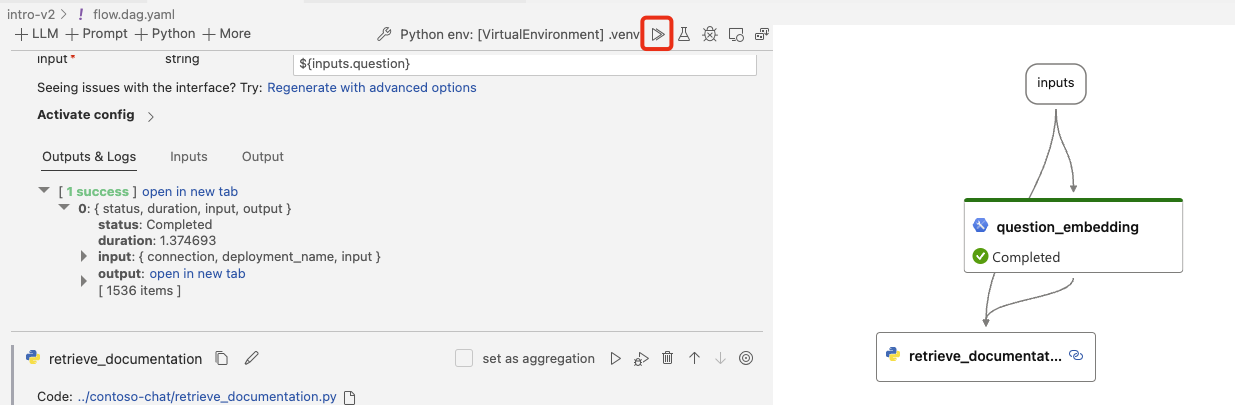 intro-v2 > ! flow.dag.yaml
+ LLM + Prompt + Python + More Python env: [VirtualEnvironment] .venv
input * string ${inputs.question}
Seeing issues with the interface? Try: Regenerate with advanced options
Activate config >
Outputs & Logs Inputs Output
[ 1 success ] open in new tab
0: { status, duration, input, output }
status: Completed
duration: 1.374693
input: { connection, deployment_name, input }
output: open in new tab
[ 1536 items ]
retrieve_documentation set as aggregation
Code: ../contoso-chat/retrieve_documentation.py
inputs
question_embedding
Completed
retrieve_documentat...